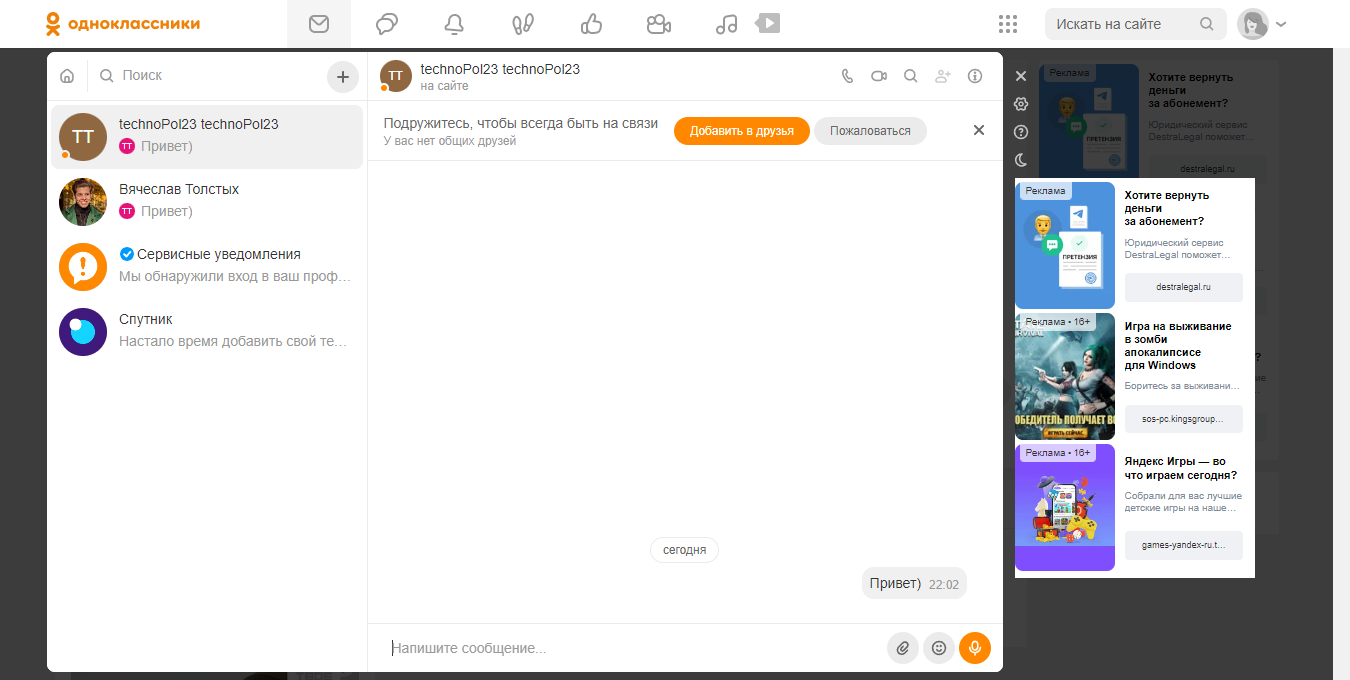 одноклассники
Искать на сайте
Поиск
TT
technoPol23 technoPol23
TT
Привет)
Вячеслав Толстых
TT
Привет)
Сервисные уведомления
Мы обнаружили вход в ваш проф...
Спутник
Настало время добавить свой те...
TT
technoPol23 technoPol23
на сайте
Подружитесь, чтобы всегда быть на связи
У вас нет общих друзей
Добавить в друзья
Пожаловаться
сегодня
Привет) 22:02
Напишите сообщение...
Реклама
ПРЕТЕНЗИЯ
Хотите вернуть
деньги
за абонемент?
Юридический сервис
DestraLegal поможет...
destralegal.ru
Реклама
ПРЕТЕНЗИЯ
Хотите вернуть
деньги
за абонемент?
Юридический сервис
DestraLegal поможет...
destralegal.ru
Реклама • 16+
ПОБЕДИТЕЛЬ ПОЛУЧАЕТ ВС
ИГРАТЬ СЕЙЧАС
Игра на выживание
в зомби
апокалипсисе
для Windows
Боритесь за выживани...
sos-pc.kingsgroup...
Реклама • 16+
Яндекс Игры — во
что играем сегодня?
Собрали для вас лучшие
детские игры на наше...
games-yandex-ru.t...